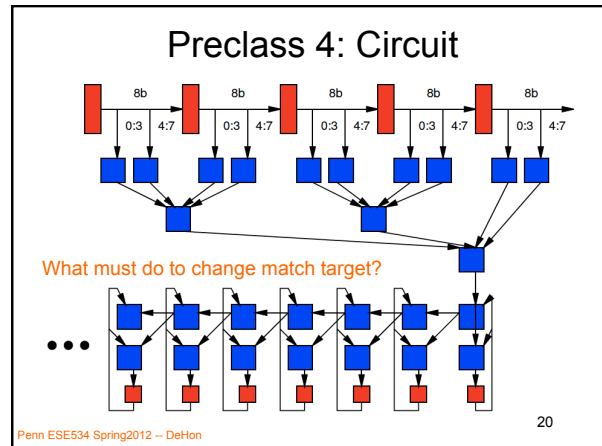 Preclass 4: Circuit
8b 8b 8b 8b 8b
0:3 4:7 0:3 4:7 0:3 4:7 0:3 4:7 0:3 4:7
What must do to change match target?
20
Penn ESE534 Spring2012 -- DeHon